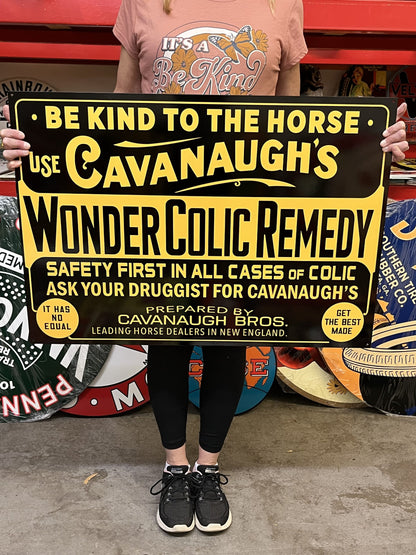 IT'S A
Be Kind
· BE KIND TO THE HORSE ·
USE CAVANAUGH'S
WONDER COLIC REMEDY
SAFETY FIRST IN ALL CASES OF COLIC
ASK YOUR DRUGGIST FOR CAVANAUGH'S
IT HAS
NO
EQUAL
PREPARED BY
CAVANAUGH BROS.
LEADING HORSE DEALERS IN NEW ENGLAND.
GET
THE BEST
MADE
RAINBOW
PENN